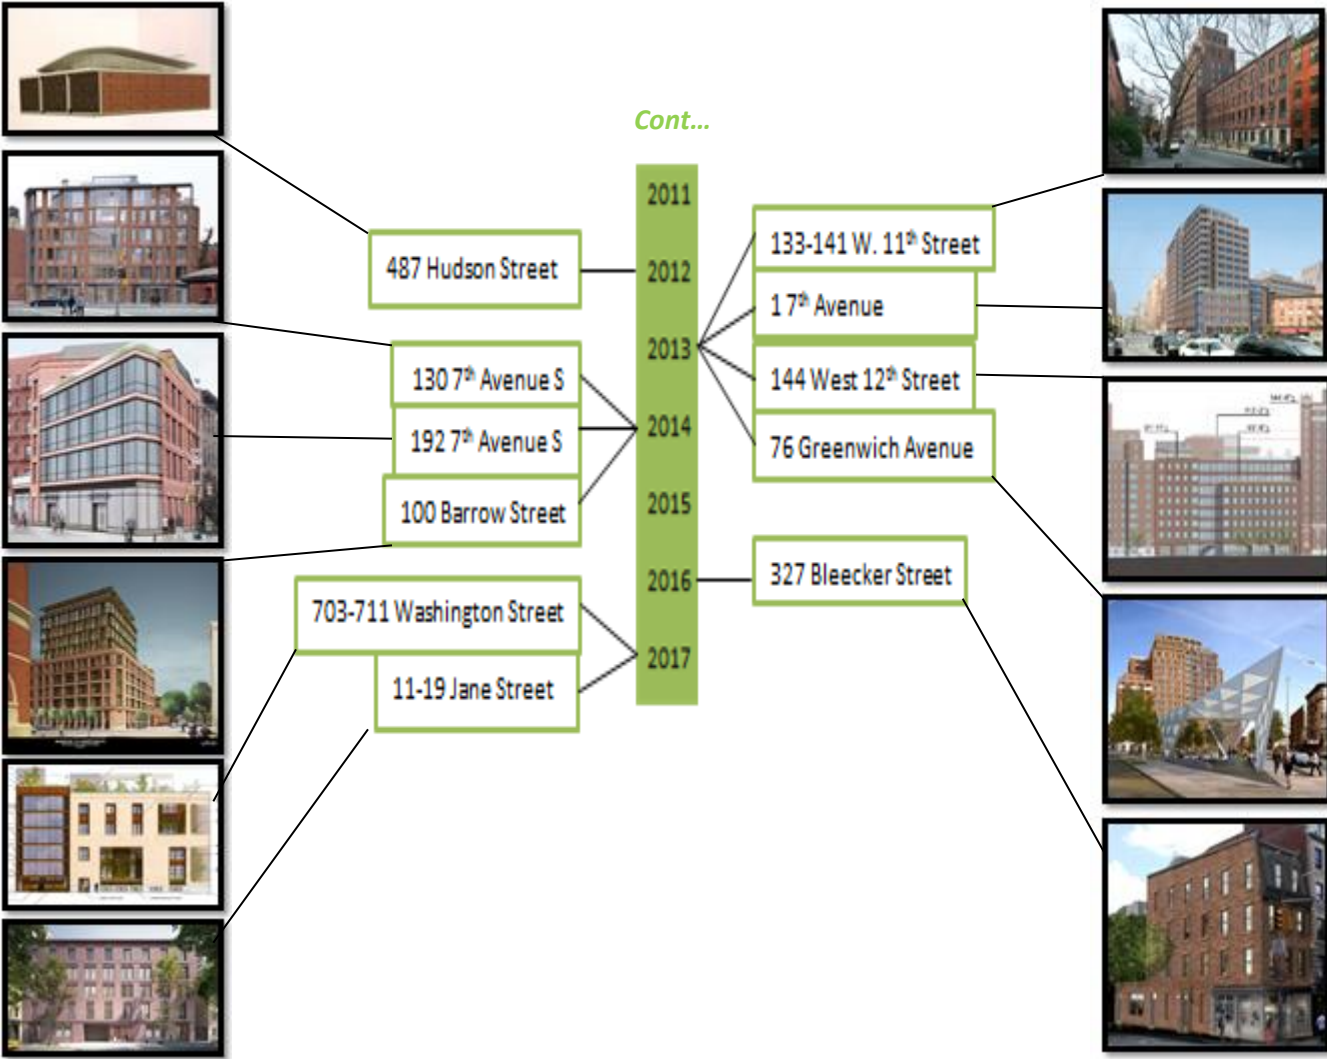 Cont...
2011
2012
2013
2014
2015
2016
2017
487 Hudson Street
130 7th Avenue S
192 7th Avenue S
100 Barrow Street
703-711 Washington Street
11-19 Jane Street
133-141 W. 11th Street
1 7th Avenue
144 West 12th Street
76 Greenwich Avenue
327 Bleecker Street